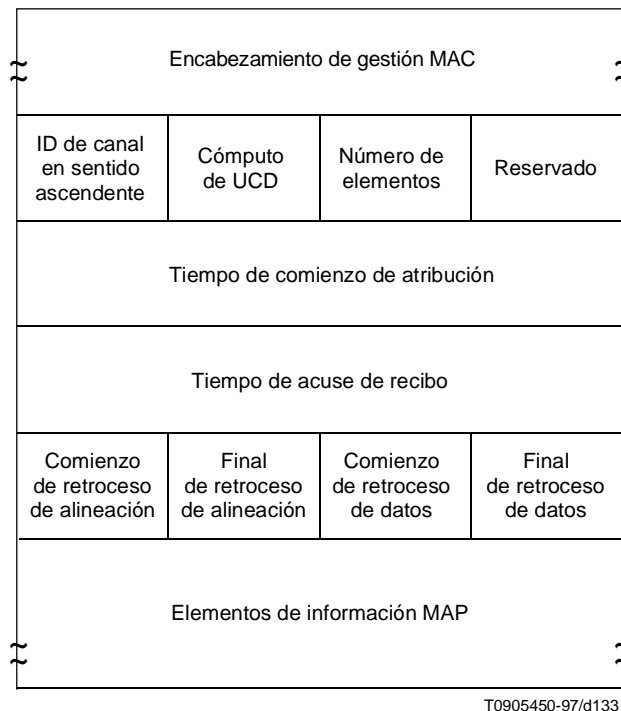 Encabezamiento de gestión MAC
ID de canal
en sentido
ascendente
Cómputo
de UCD
Número de
elementos
Reservado
Tiempo de comienzo de atribución
Tiempo de acuse de recibo
Comienzo
de retroceso
de alineación
Final
de retroceso
de alineación
Comienzo
de retroceso
de datos
Final
de retroceso
de datos
Elementos de información MAP
T0905450-97/d133